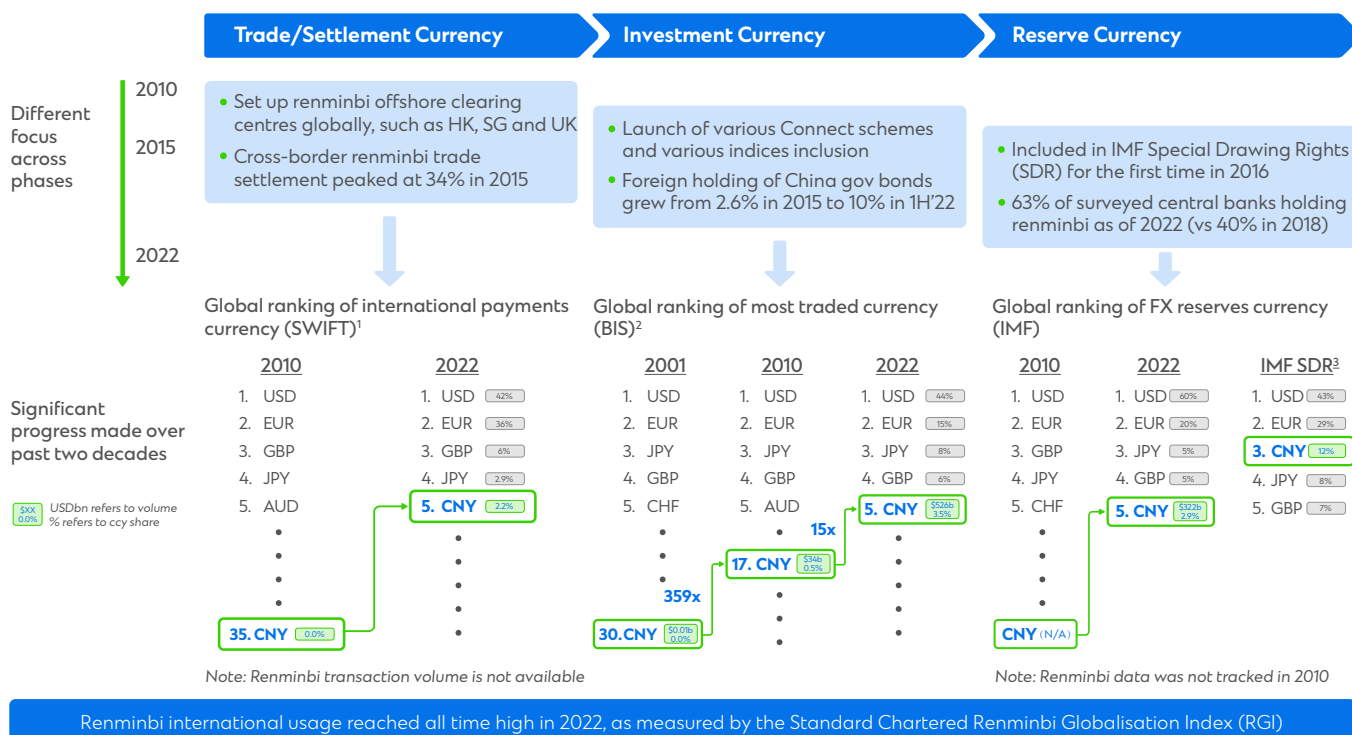 Trade/Settlement Currency
Investment Currency
Reserve Currency
Different
focus
across
phases
2010
2015
2022
• Set up renminbi offshore clearing
centres globally, such as HK, SG and UK
• Cross-border renminbi trade
settlement peaked at 34% in 2015
• Launch of various Connect schemes
and various indices inclusion
• Foreign holding of China gov bonds
grew from 2.6% in 2015 to 10% in 1H'22
• Included in IMF Special Drawing Rights
(SDR) for the first time in 2016
• 63% of surveyed central banks holding
renminbi as of 2022 (vs 40% in 2018)
Significant
progress made over
past two decades
$XX
0.0%
USDbn refers to volume
% refers to ccy share
Global ranking of international payments
currency (SWIFT)1
2010
1. USD
2. EUR
3. GBP
4. JPY
5. AUD
35. CNY 0.0%
2022
1. USD 42%
2. EUR 36%
3. GBP 6%
4. JPY 2.9%
5. CNY 2.2%
Note: Renminbi transaction volume is not available
Global ranking of most traded currency
(BIS)2
2001
1. USD
2. EUR
3. JPY
4. GBP
5. CHF
30.CNY $0.01b
0.0%
359x
2010
1. USD
2. EUR
3. JPY
4. GBP
5. AUD
17. CNY $34b
0.5%
15x
2022
1. USD 44%
2. EUR 15%
3. JPY 8%
4. GBP 6%
5. CNY $526b
3.5%
Global ranking of FX reserves currency
(IMF)
2010
1. USD
2. EUR
3. GBP
4. JPY
5. CHF
CNY (N/A)
2022
1. USD 60%
2. EUR 20%
3. JPY 5%
4. GBP 5%
5. CNY $322b
2.9%
IMF SDR3
1. USD 43%
2. EUR 29%
3. CNY 12%
4. JPY 8%
5. GBP 7%
Note: Renminbi data was not tracked in 2010
Renminbi international usage reached all time high in 2022, as measured by the Standard Chartered Renminbi Globalisation Index (RGI)